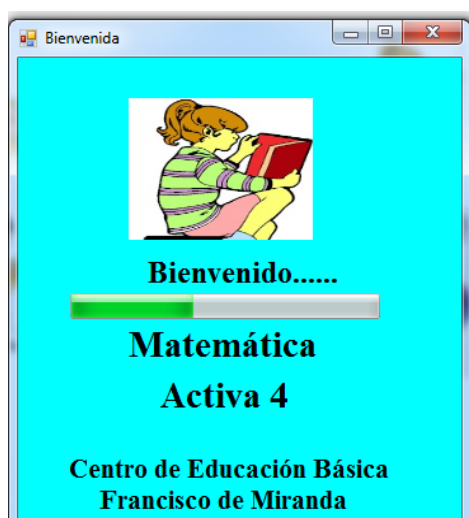 Bienvenida
Bienvenido......
Matemática
Activa 4
Centro de Educación Básica
Francisco de Miranda